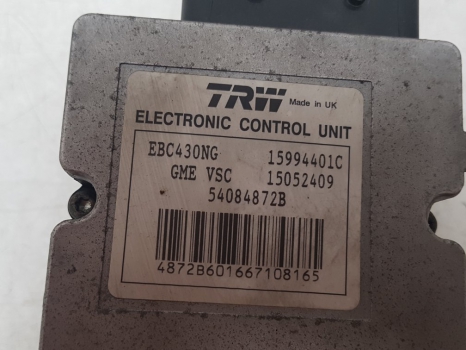 TRW Made in UK
ELECTRONIC CONTROL UNIT
EBC430NG 15994401C
GME VSC 15052409
54084872B
4872B601667108165